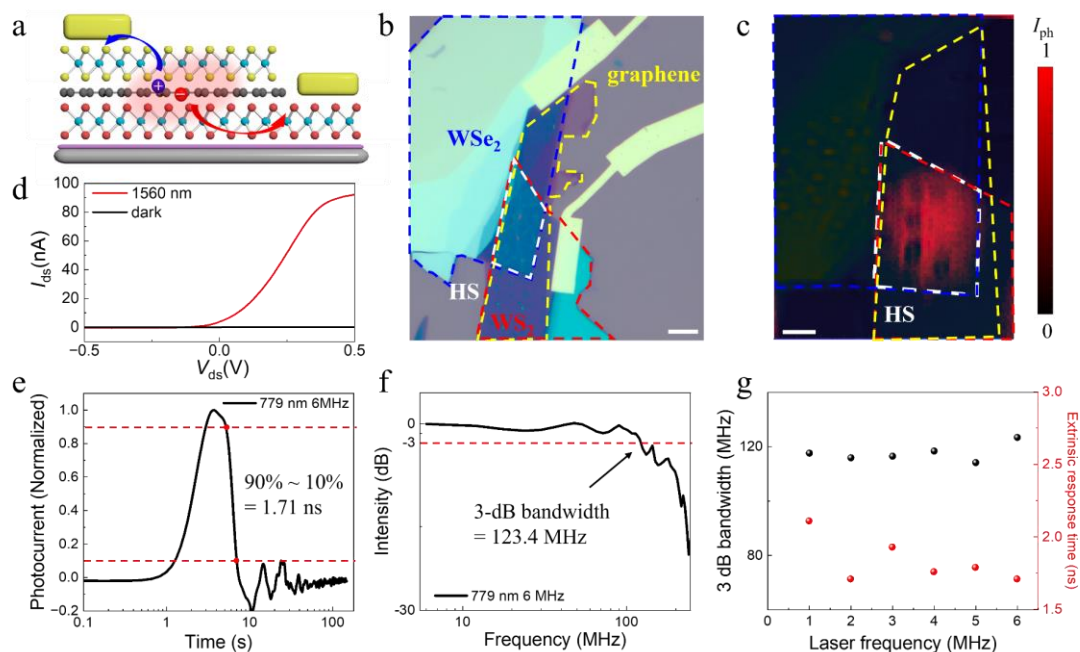 a
+
−
b
graphene
WSe₂
HS
c
I_ph
1
0
HS
d
1560 nm
dark
I_ds(nA)
100
80
60
40
20
0
−0.5
0.0
0.5
V_ds(V)
e
779 nm 6MHz
Photocurrent (Normalized)
1.0
0.8
0.6
0.4
0.2
0.0
−0.2
90% ~ 10%
= 1.71 ns
0.1
1
10
100
Time (s)
f
Intensity (dB)
0
-3
-30
3-dB bandwidth
= 123.4 MHz
779 nm 6 MHz
10
100
Frequency (MHz)
g
3 dB bandwidth (MHz)
120
80
3.0
2.5
2.0
1.5
Extrinsic response time (ns)
0
1
2
3
4
5
6
Laser frequency (MHz)